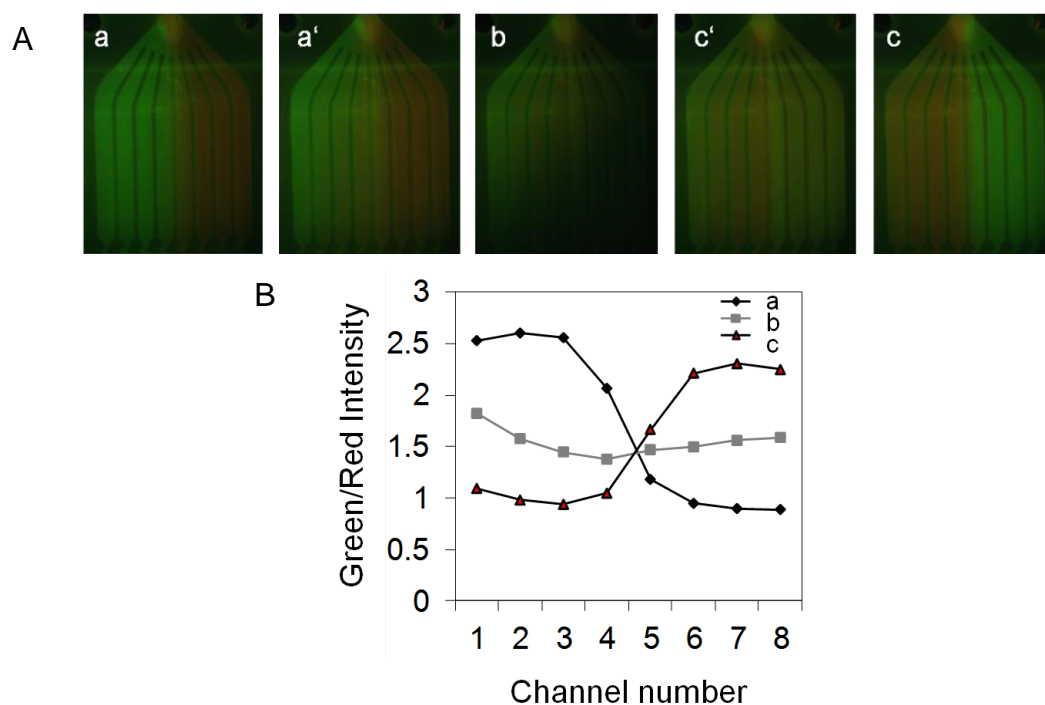 A
a a‘ b c‘ c
B
Green/Red Intensity
3
2.5
2
1.5
1
0.5
0
a
b
c
1 2 3 4 5 6 7 8
Channel number